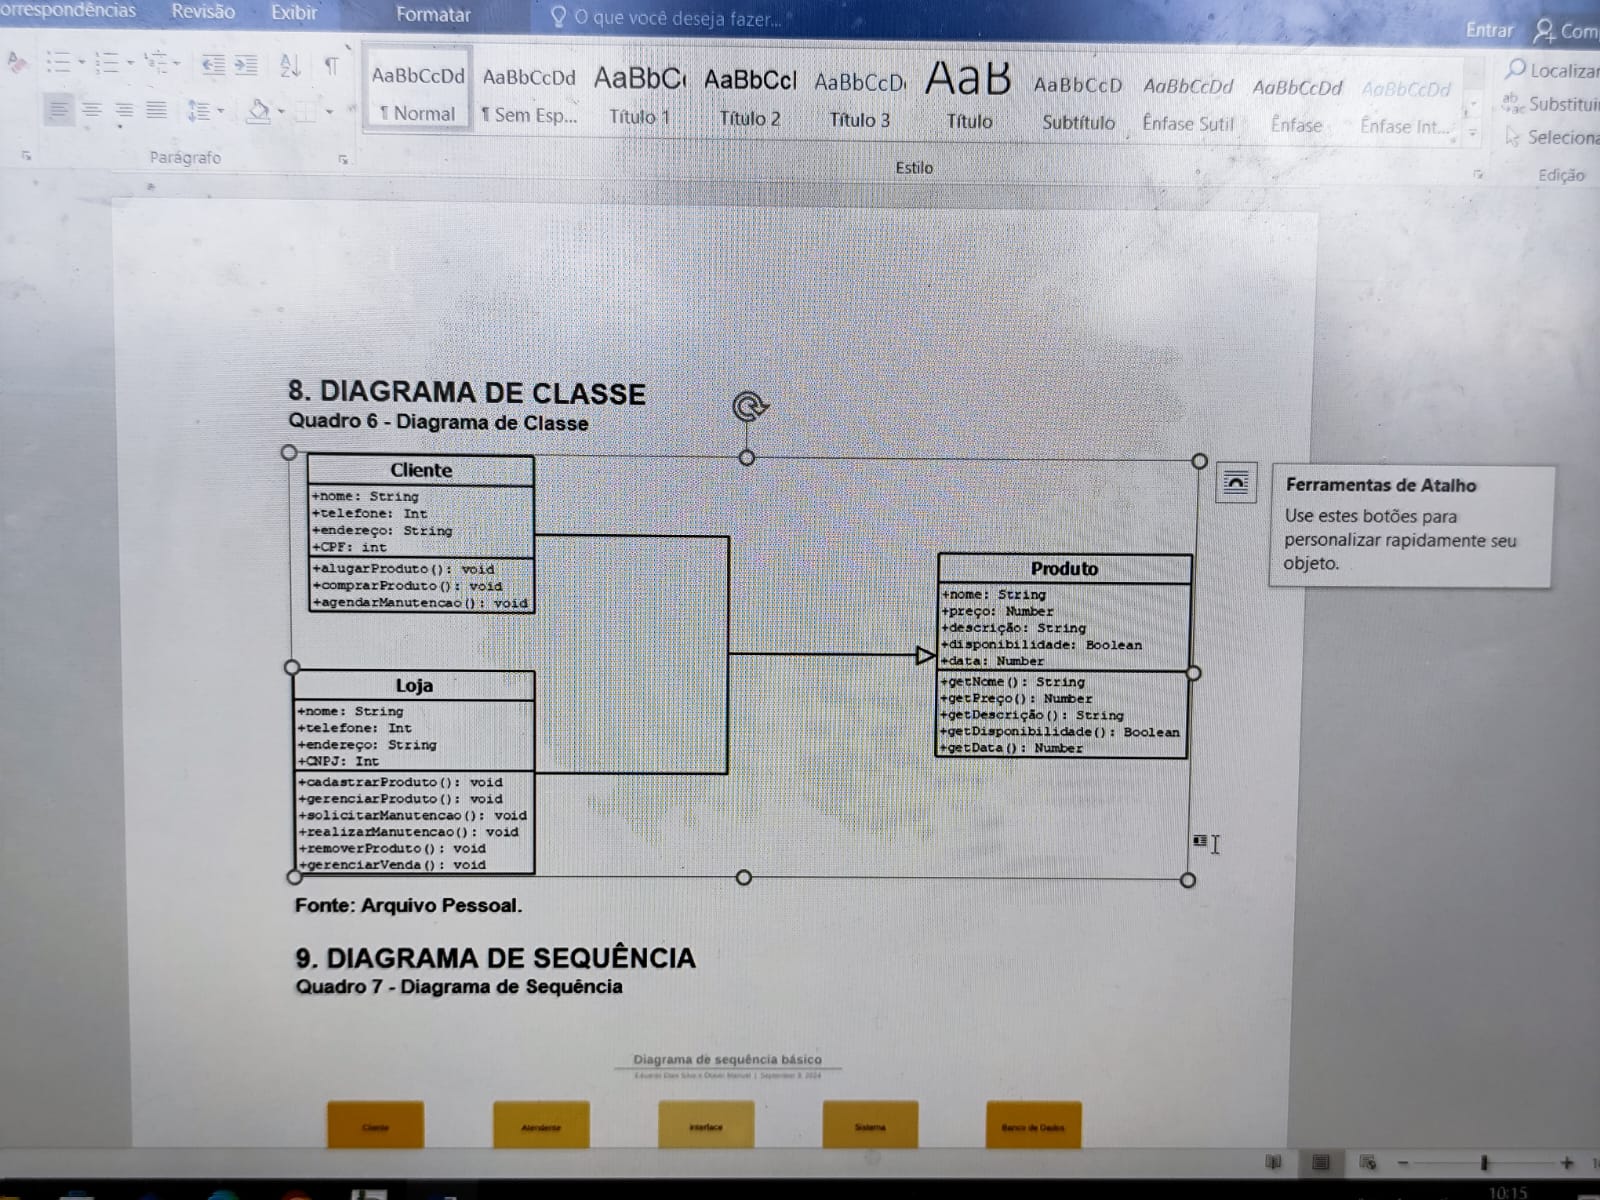 orrespondências Revisão Exibir Formatar O que você deseja fazer... Entrar Com
AaBbCcDd AaBbCcDd AaBbC AaBbCcl AaBbCcD AaB AaBbCcD AaBbCcDd AaBbCcDd AaBbCcDd
¶ Normal ¶ Sem Esp... Título 1 Título 2 Título 3 Título Subtítulo Ênfase Sutil Ênfase Ênfase Int...
Localizar
Substitui
Seleciona
Parágrafo Estilo Edição
8. DIAGRAMA DE CLASSE
Quadro 6 - Diagrama de Classe
Cliente
+nome: String
+telefone: Int
+endereço: String
+CPF: int
+alugarProduto(): void
+comprarProduto(): void
+agendarManutencao(): void
Loja
+nome: String
+telefone: Int
+endereço: String
+CNPJ: Int
+cadastrarProduto(): void
+gerenciarProduto(): void
+solicitarManutencao(): void
+realizarManutencao(): void
+removerProduto(): void
+gerenciarVenda(): void
Produto
+nome: String
+preço: Number
+descrição: String
+disponibilidade: Boolean
+data: Number
+getNome(): String
+getPreço(): Number
+getDescrição(): String
+getDisponibilidade(): Boolean
+getData(): Number
Ferramentas de Atalho
Use estes botões para
personalizar rapidamente seu
objeto.
Fonte: Arquivo Pessoal.
9. DIAGRAMA DE SEQUÊNCIA
Quadro 7 - Diagrama de Sequência
Diagrama de sequência básico
Cliente Atendente Interface Sistema Banco de Dados
10:15